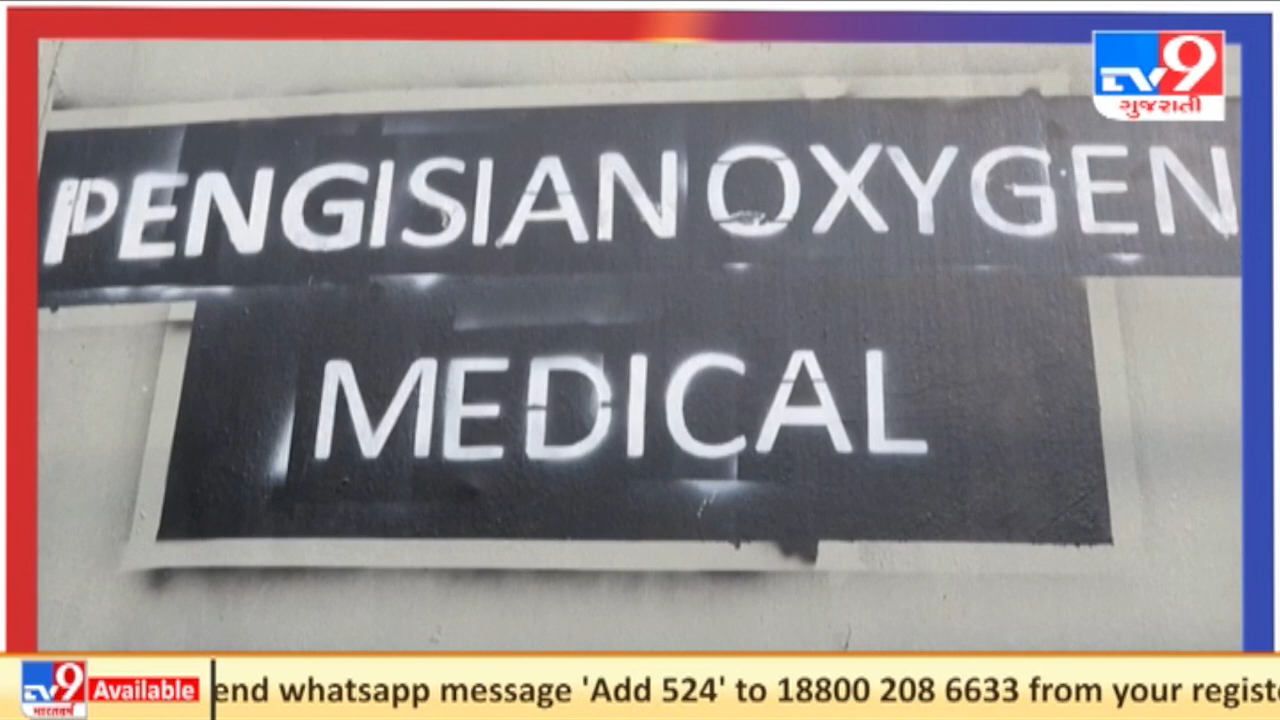 TV9
ગુજરાતી
PENGISIAN OXYGEN
MEDICAL
TV9
भारतवर्ष
Available
end whatsapp message 'Add 524' to 18800 208 6633 from your registe